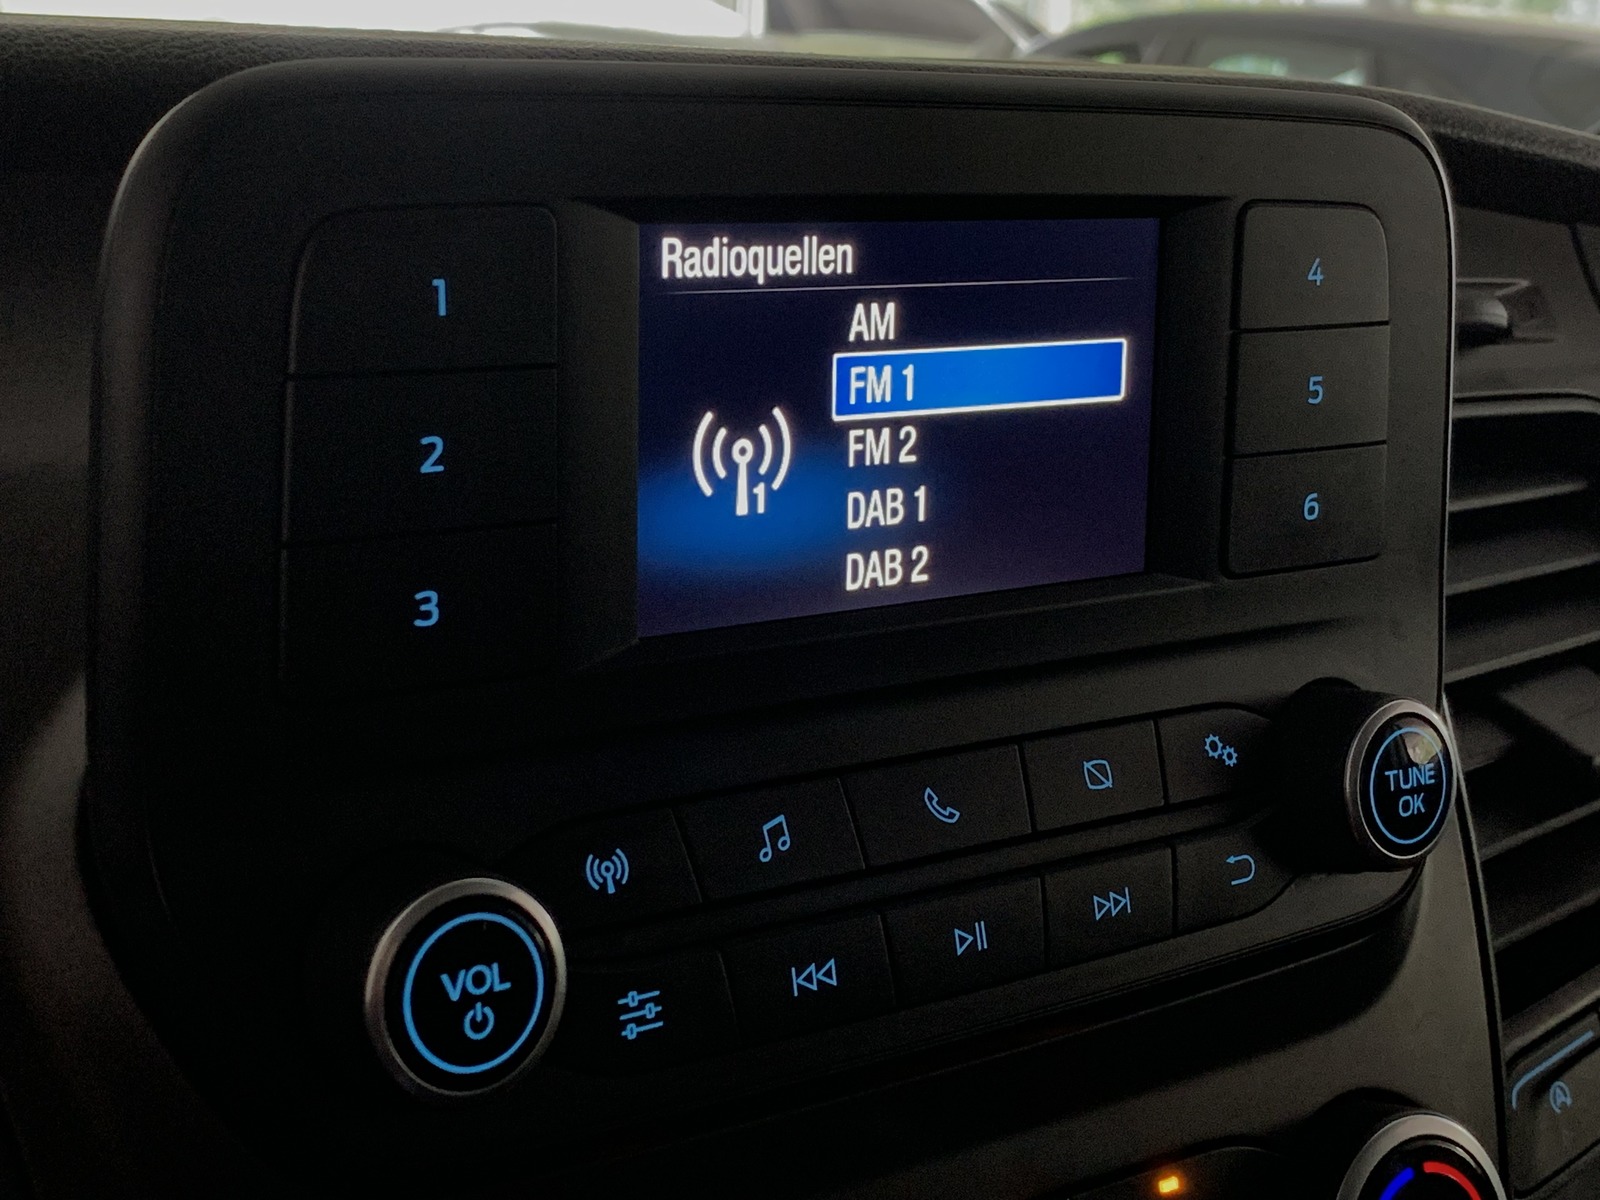 Radioquellen
AM
FM 1
FM 2
DAB 1
DAB 2
1
1
2
3
4
5
6
TUNE
OK
VOL
A